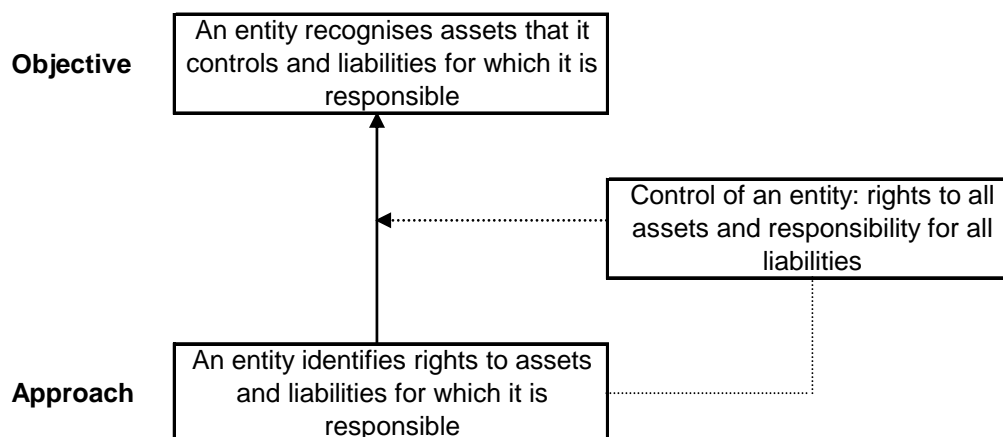 Objective
An entity recognises assets that it
controls and liabilities for which it is
responsible
Control of an entity: rights to all
assets and responsibility for all
liabilities
Approach
An entity identifies rights to assets
and liabilities for which it is
responsible